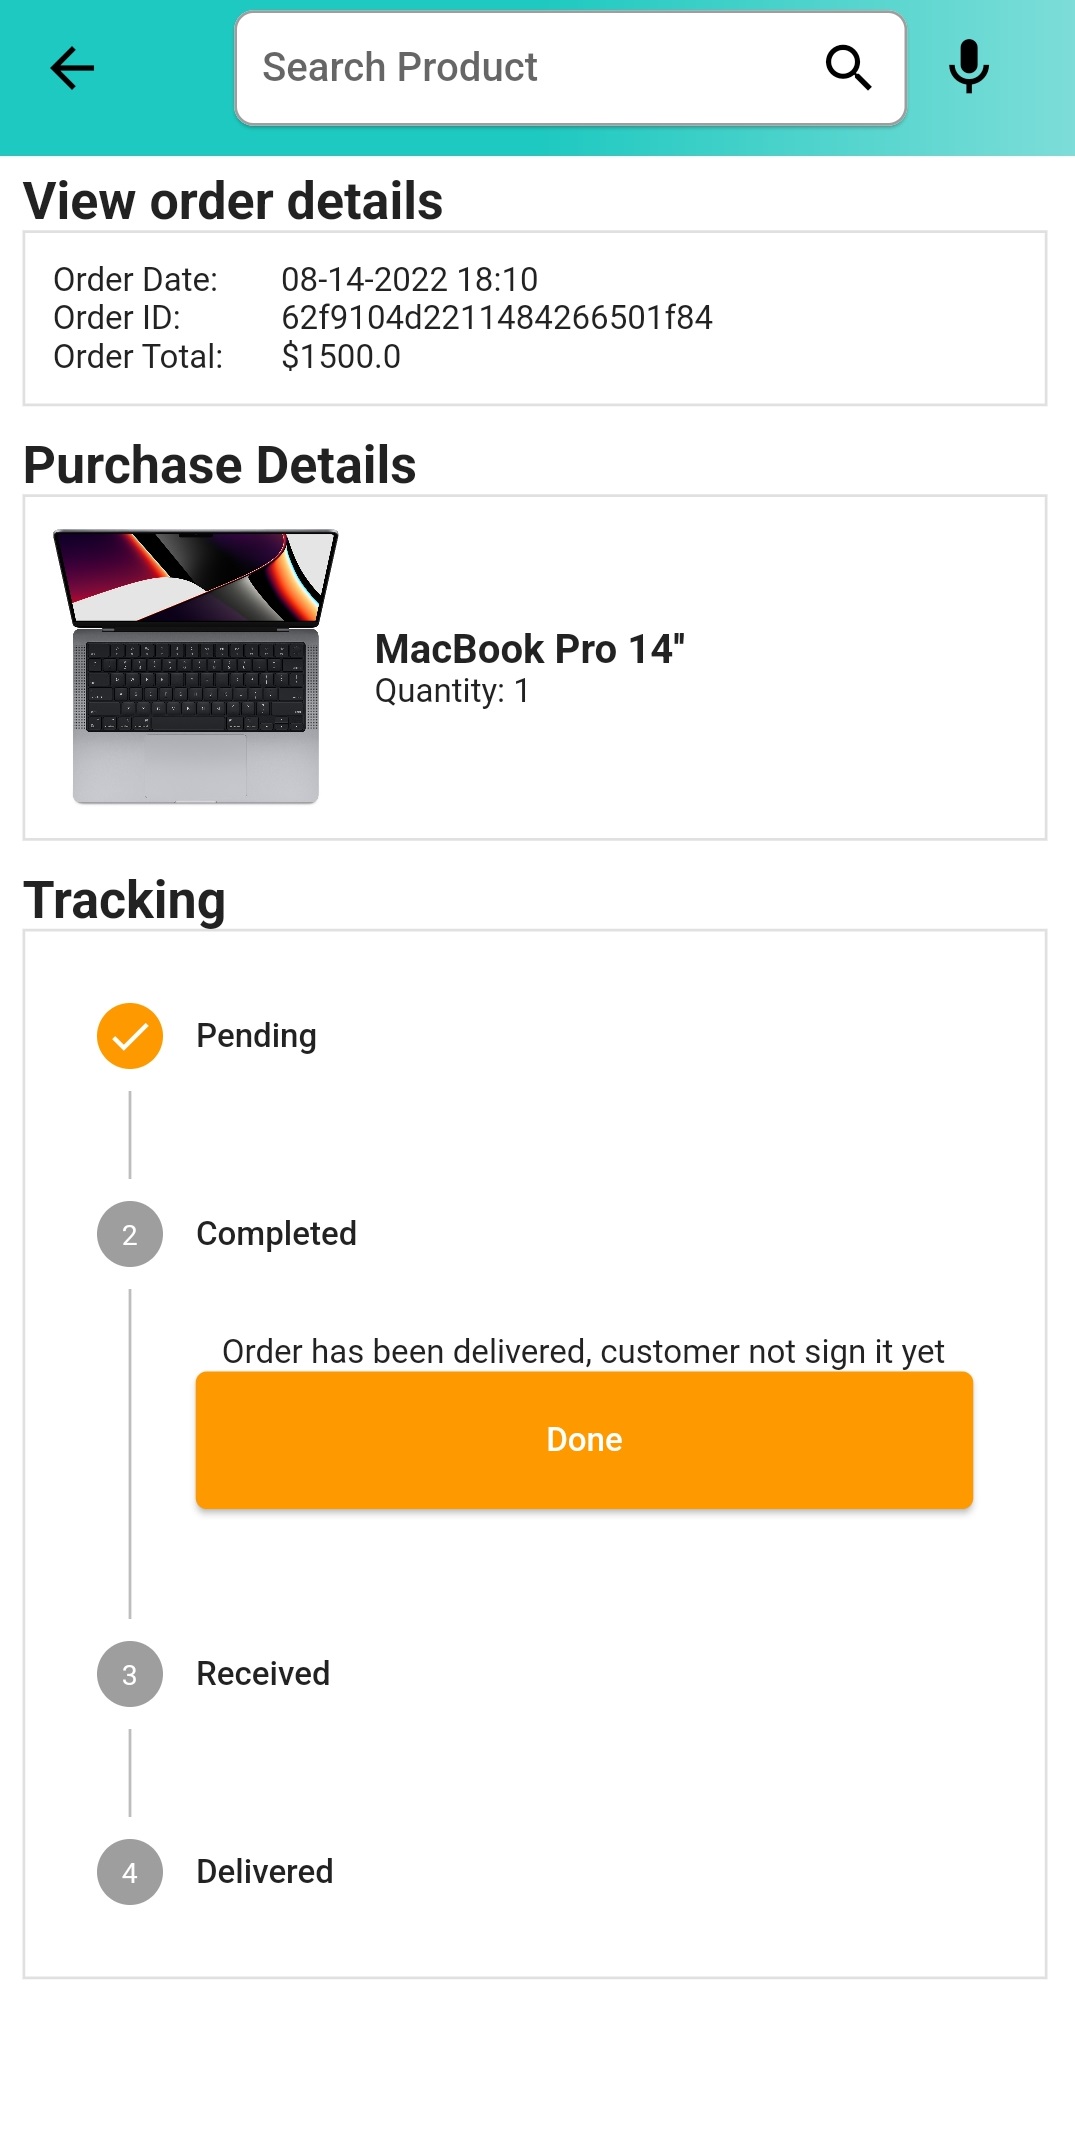 Search Product
View order details
Order Date: 08-14-2022 18:10
Order ID: 62f9104d2211484266501f84
Order Total: $1500.0
Purchase Details
MacBook Pro 14"
Quantity: 1
Tracking
Pending
2 Completed
Order has been delivered, customer not sign it yet
Done
3 Received
4 Delivered